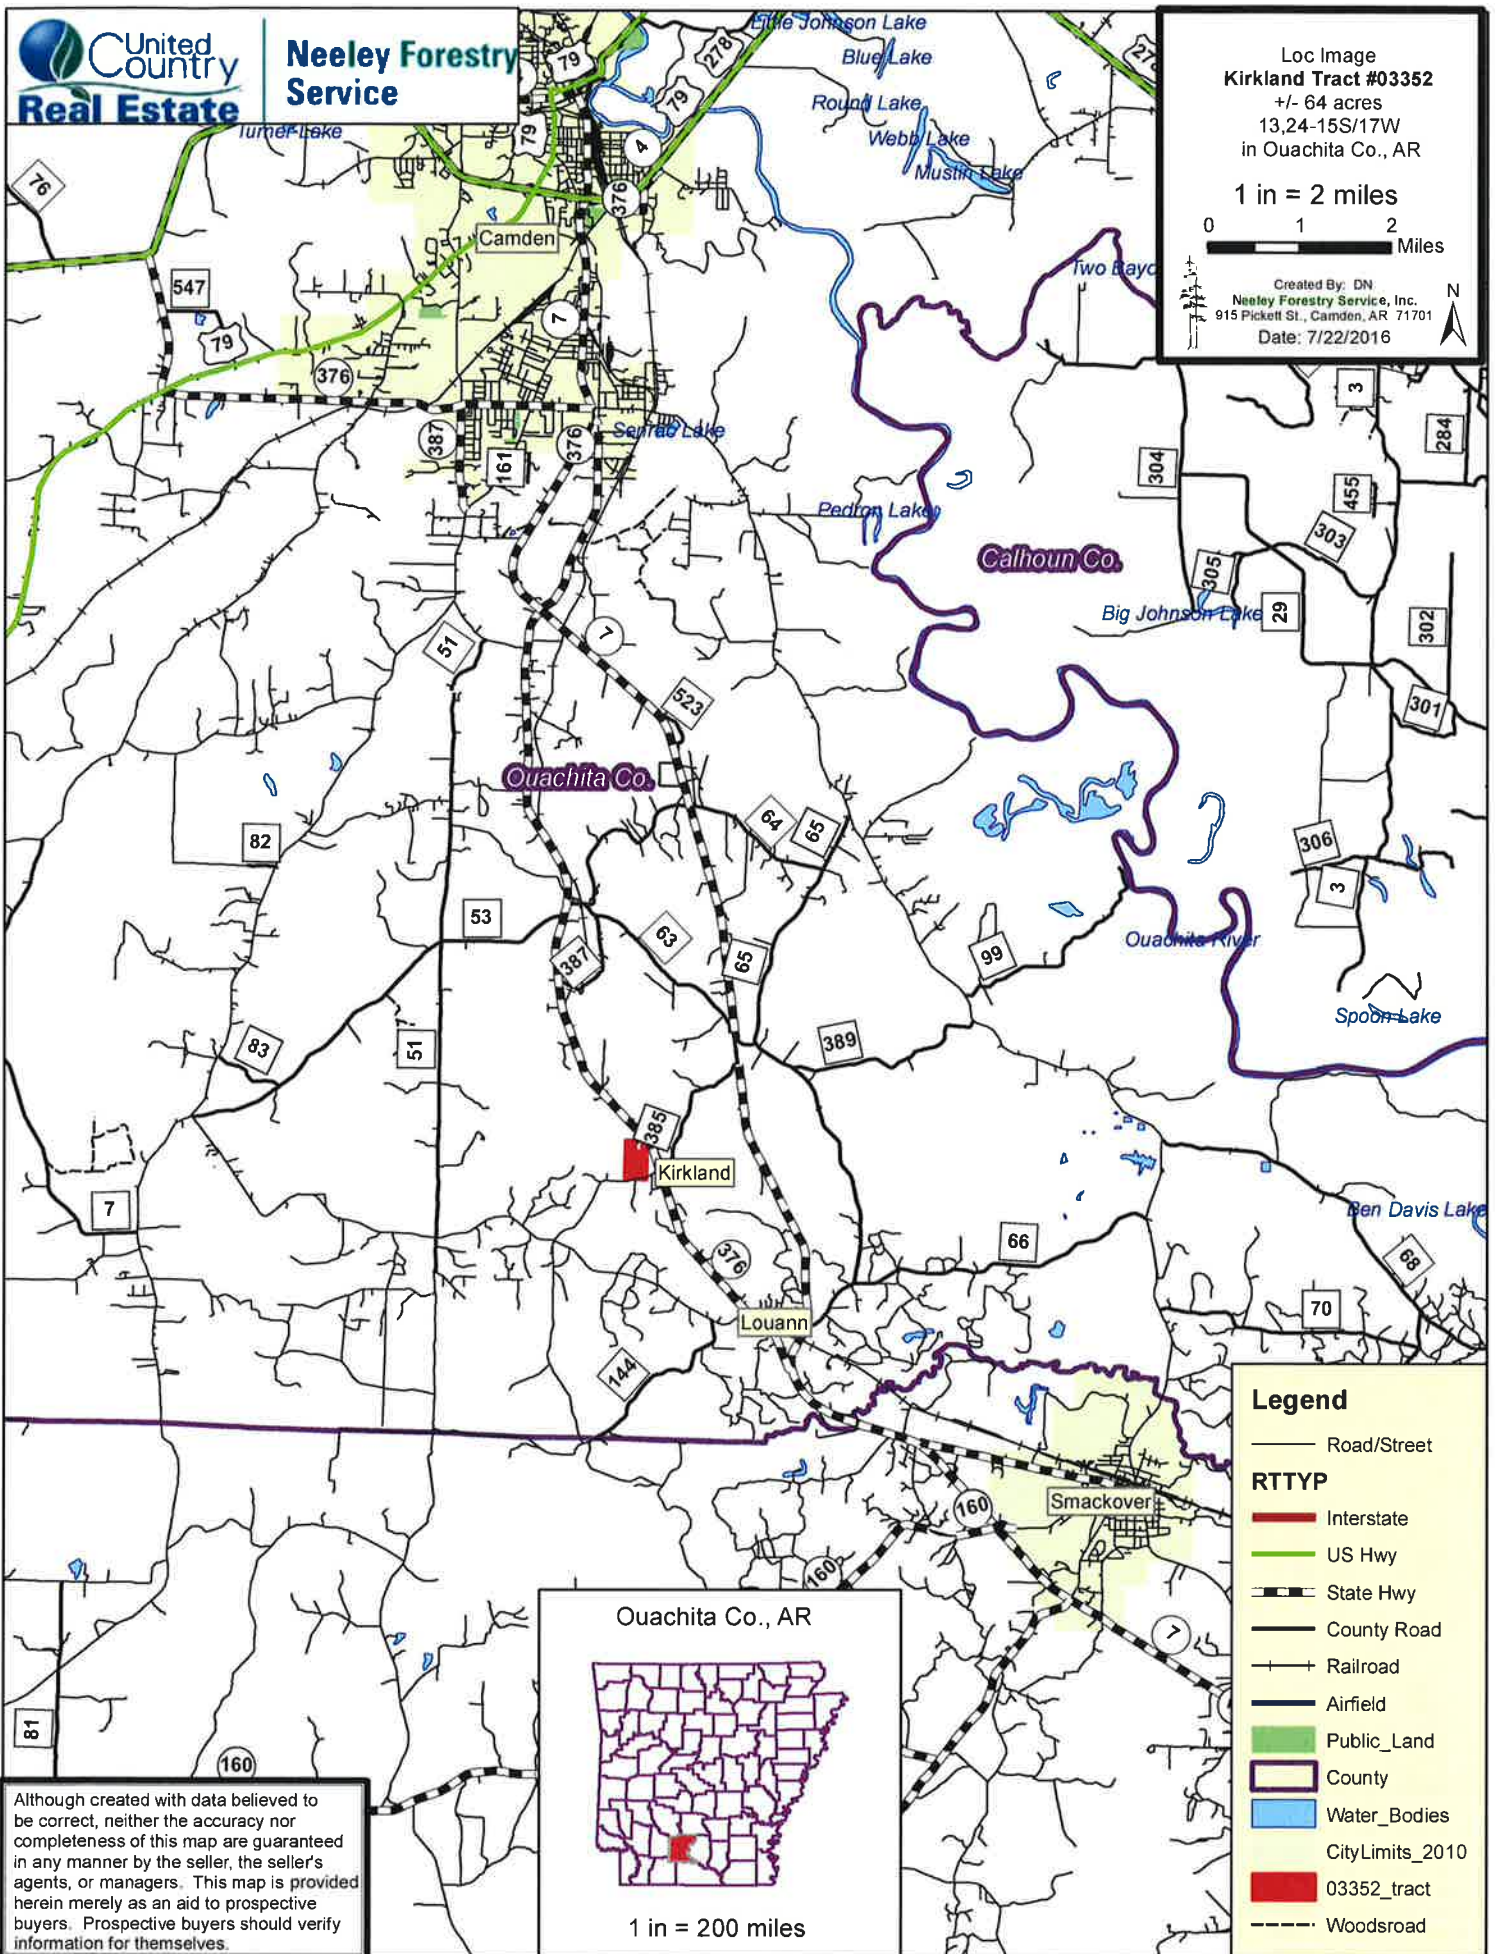 United
Country
Real Estate
Neeley Forestry
Service
Loc Image
Kirkland Tract #03352
+/- 64 acres
13,24-15S/17W
in Ouachita Co., AR
1 in = 2 miles
0 1 2
Miles
Created By: DN
Neeley Forestry Service, Inc.
915 Pickett St., Camden, AR 71701
Date: 7/22/2016
N
Little Johnson Lake
Blue Lake
Round Lake
Webb Lake
Mustin Lake
Turner Lake
79
278
278
79
79
4
376
76
Camden
Two Bayo
547
79
7
376
3
284
387
161
376
Senrac Lake
304
455
Pedron Lake
303
Calhoun Co.
305
Big Johnson Lake
29
302
51
7
523
301
Ouachita Co.
82
64
65
306
3
53
63
387
65
99
Ouachita River
Spoon Lake
83
51
389
385
Kirkland
7
66
Ben Davis Lake
68
376
70
Louann
144
Smackover
160
160
7
81
160
Legend
Road/Street
RTTYP
Interstate
US Hwy
State Hwy
County Road
Railroad
Airfield
Public_Land
County
Water_Bodies
CityLimits_2010
03352_tract
Woodsroad
Ouachita Co., AR
1 in = 200 miles
Although created with data believed to
be correct, neither the accuracy nor
completeness of this map are guaranteed
in any manner by the seller, the seller's
agents, or managers. This map is provided
herein merely as an aid to prospective
buyers. Prospective buyers should verify
information for themselves.